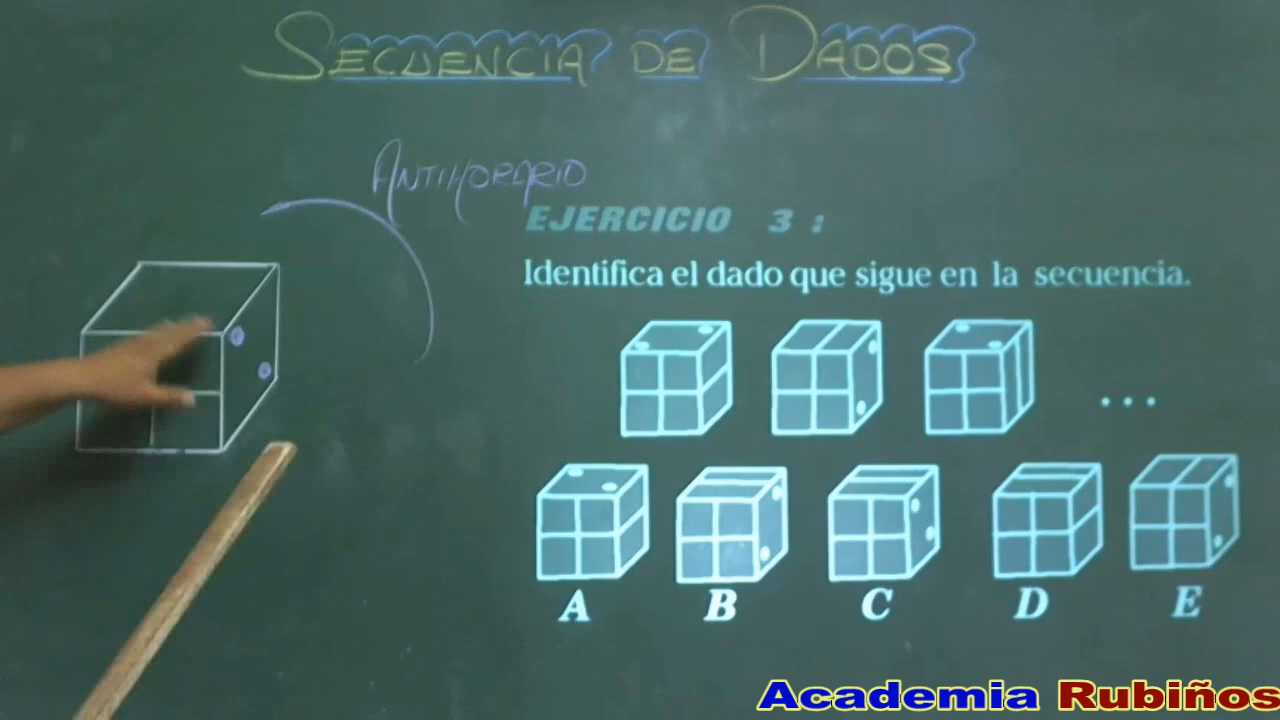 SECUENCIA DE DADOS
ANTIHORARIO
EJERCICIO 3 :
Identifica el dado que sigue en la secuencia.
...
A B C D E
Academia Rubiños